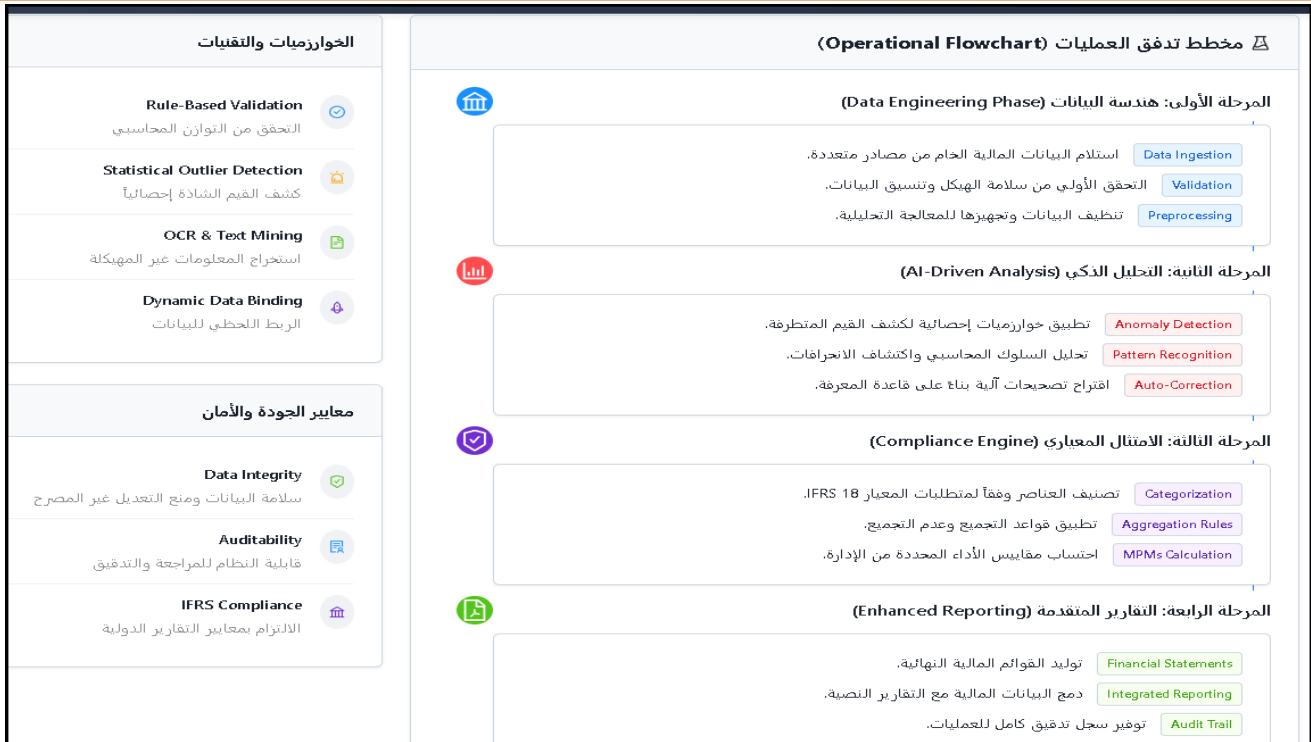 مخطط تدفق العمليات (Operational Flowchart)
المرحلة الأولى: هندسة البيانات (Data Engineering Phase)
Data Ingestion استلام البيانات المالية الخام من مصادر متعددة.
Validation التحقق الأولي من سلامة الهيكل وتنسيق البيانات.
Preprocessing تنظيف البيانات وتجهيزها للمعالجة التحليلية.
المرحلة الثانية: التحليل الذكي (AI-Driven Analysis)
Anomaly Detection تطبيق خوارزميات إحصائية لكشف القيم المتطرفة.
Pattern Recognition تحليل السلوك المحاسبي واكتشاف الانحرافات.
Auto-Correction اقتراح تصحيحات آلية بناءً على قاعدة المعرفة.
المرحلة الثالثة: الامتثال المعياري (Compliance Engine)
Categorization تصنيف العناصر وفقاً لمتطلبات المعيار IFRS 18.
Aggregation Rules تطبيق قواعد التجميع وعدم التجميع.
MPMs Calculation احتساب مقاييس الأداء المحددة من الإدارة.
المرحلة الرابعة: التقارير المتقدمة (Enhanced Reporting)
Financial Statements توليد القوائم المالية النهائية.
Integrated Reporting دمج البيانات المالية مع التقارير النصية.
Audit Trail توفير سجل تدقيق كامل للعمليات.
الخوارزميات والتقنيات
Rule-Based Validation
التحقق من التوازن المحاسبي
Statistical Outlier Detection
كشف القيم الشاذة إحصائياً
OCR & Text Mining
استخراج المعلومات غير المهيكلة
Dynamic Data Binding
الربط اللحظي للبيانات
معايير الجودة والأمان
Data Integrity
سلامة البيانات ومنع التعديل غير المصرح
Auditability
قابلية النظام للمراجعة والتدقيق
IFRS Compliance
الالتزام بمعايير التقارير الدولية